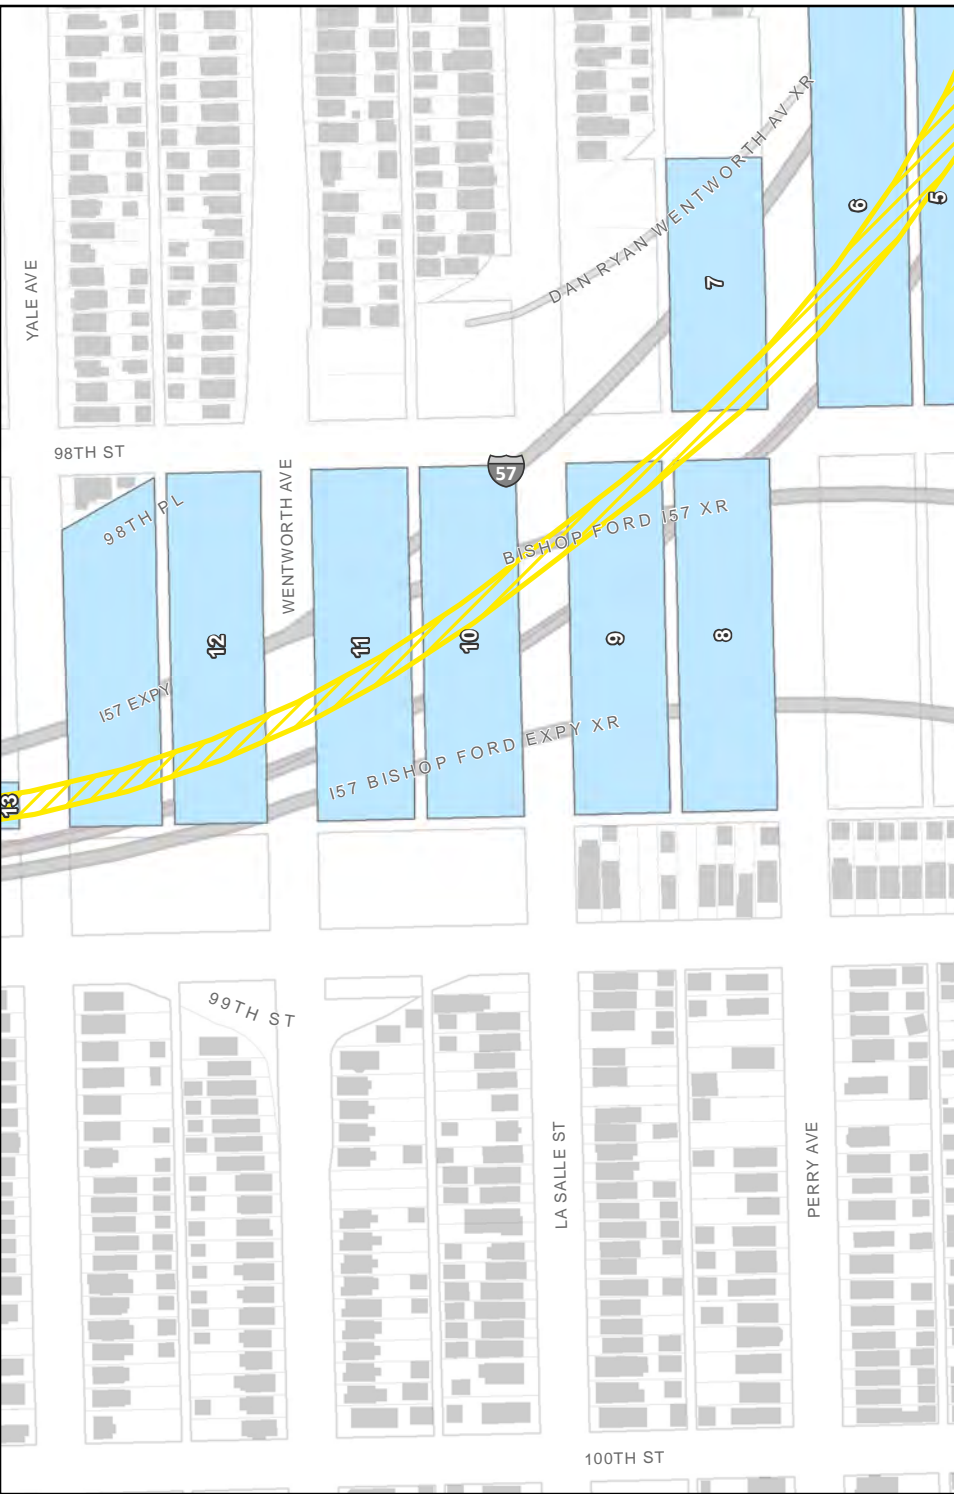 DAN RYAN WENTWORTH AV XR
6
5
7
YALE AVE
98TH ST
57
98TH PL
WENTWORTH AVE
BISHOP FORD I57 XR
12
11
10
9
8
I57 EXPY
I57 BISHOP FORD EXPY XR
13
99TH ST
LA SALLE ST
PERRY AVE
100TH ST